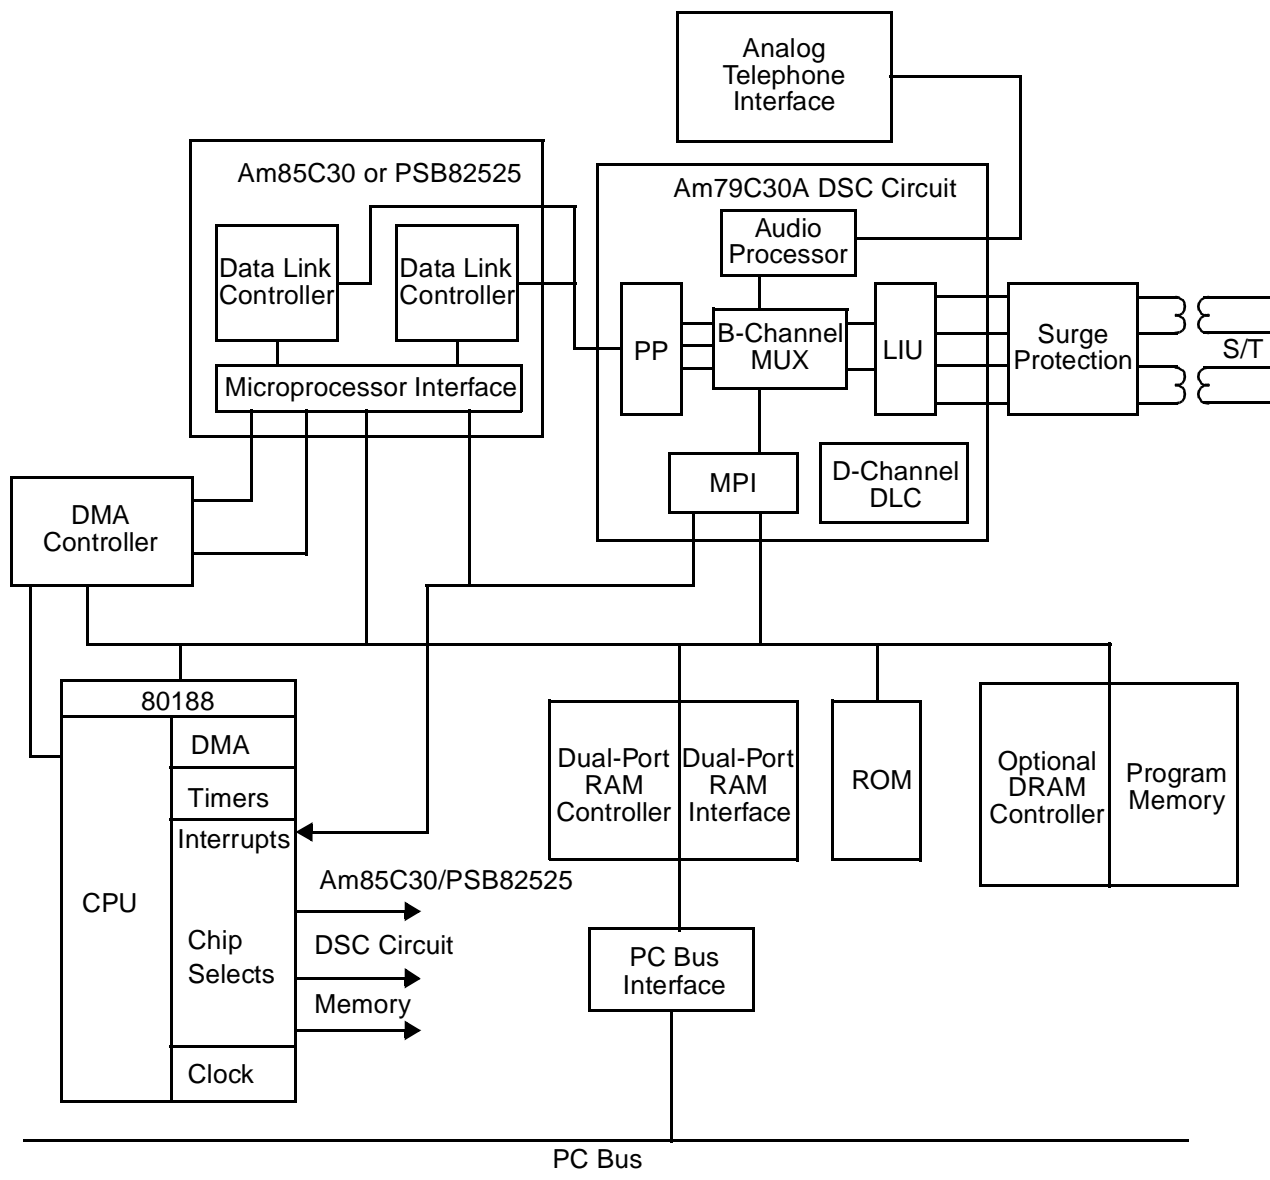 Analog
Telephone
Interface
Am85C30 or PSB82525
Am79C30A DSC Circuit
Audio
Processor
Data Link
Controller
Data Link
Controller
PP
B-Channel
MUX
LIU
Surge
Protection
S/T
Microprocessor Interface
MPI
D-Channel
DLC
DMA
Controller
80188
DMA
Timers
Interrupts
CPU
Chip
Selects
Clock
Am85C30/PSB82525
DSC Circuit
Memory
Dual-Port
RAM
Controller
Dual-Port
RAM
Interface
ROM
Optional
DRAM
Controller
Program
Memory
PC Bus
Interface
PC Bus